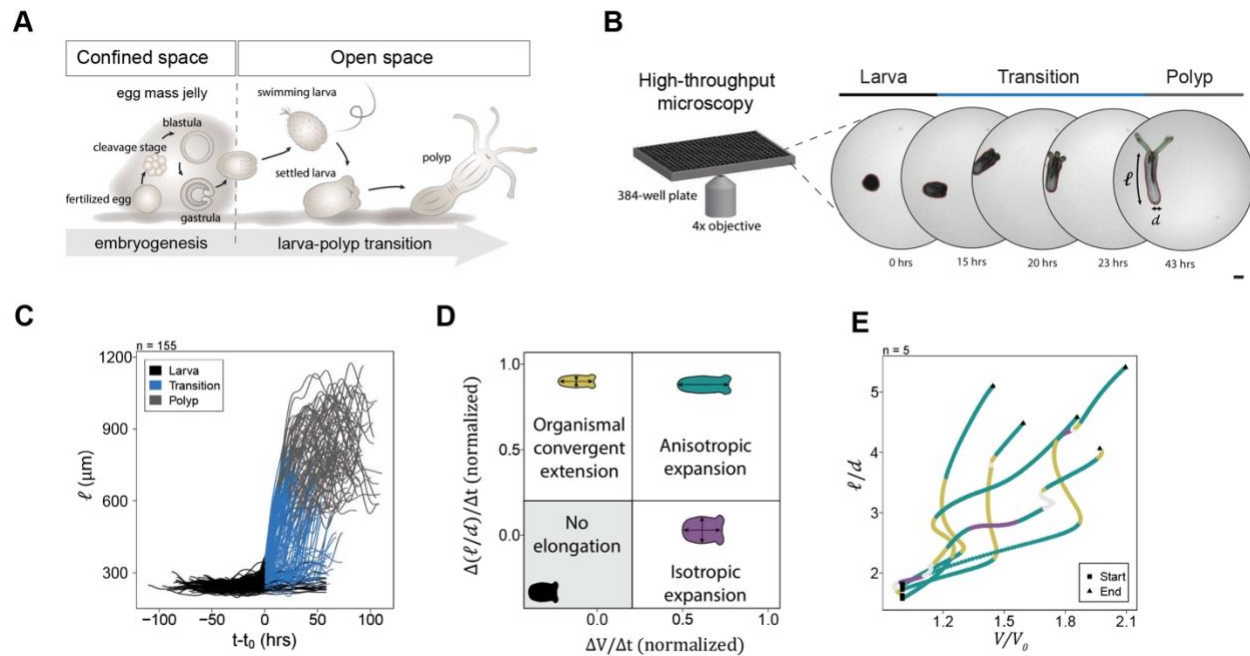 A
Confined space
Open space
egg mass jelly
blastula
cleavage stage
fertilized egg
gastrula
swimming larva
settled larva
polyp
embryogenesis
larva-polyp transition
B
High-throughput
microscopy
384-well plate
4x objective
Larva
Transition
Polyp
ℓ
d
0 hrs
15 hrs
20 hrs
23 hrs
43 hrs
C
n = 155
Larva
Transition
Polyp
1200
900
600
300
ℓ (µm)
−100
−50
0
50
100
t-t₀ (hrs)
D
1.0
0.5
0.0
Δ(ℓ/d)/Δt (normalized)
Organismal
convergent
extension
Anisotropic
expansion
No
elongation
Isotropic
expansion
0.0
0.5
1.0
ΔV/Δt (normalized)
E
n = 5
5
4
3
2
ℓ/d
Start
End
1.2
1.5
1.8
2.1
V/V₀